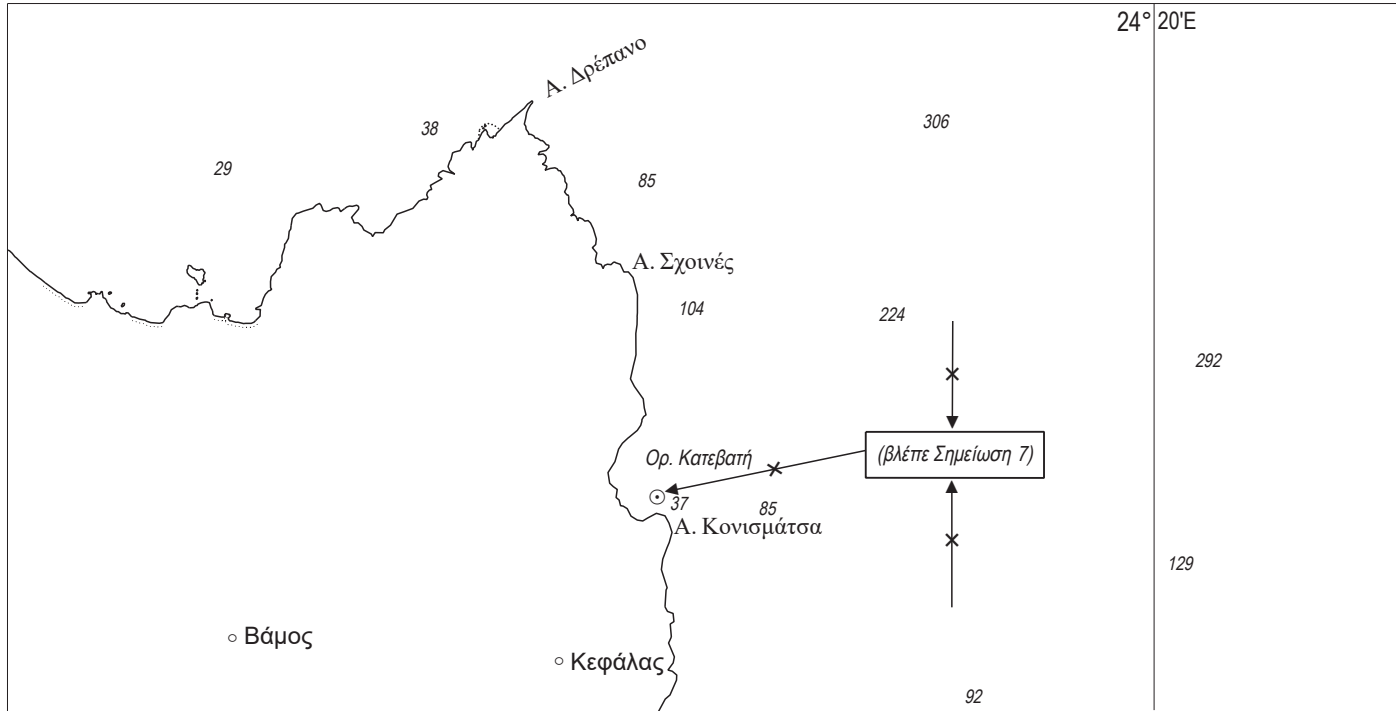 24° 20'E
Α. Δρέπανο
306
38
29
85
Α. Σχοινές
104
224
292
Ορ. Κατεβατή
(βλέπε Σημείωση 7)
37
85
Α. Κονισμάτσα
129
Βάμος
Κεφάλας
92